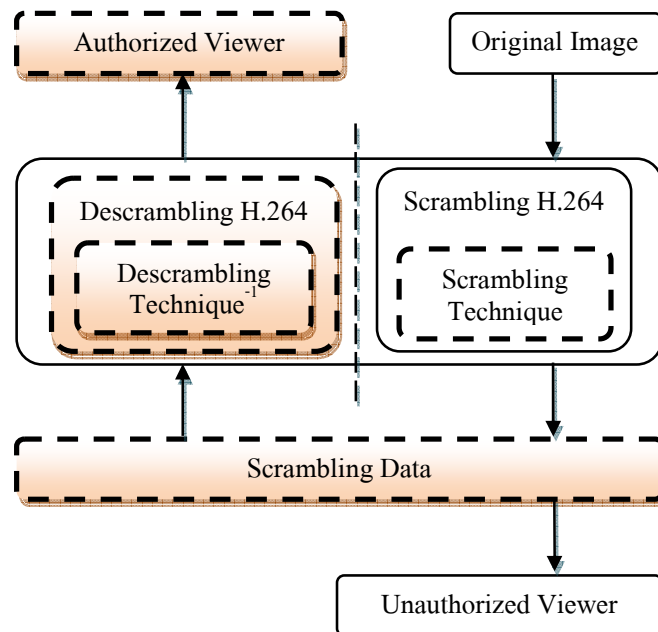 Authorized Viewer
Original Image
Descrambling H.264
Descrambling
Technique⁻¹
Scrambling H.264
Scrambling
Technique
Scrambling Data
Unauthorized Viewer